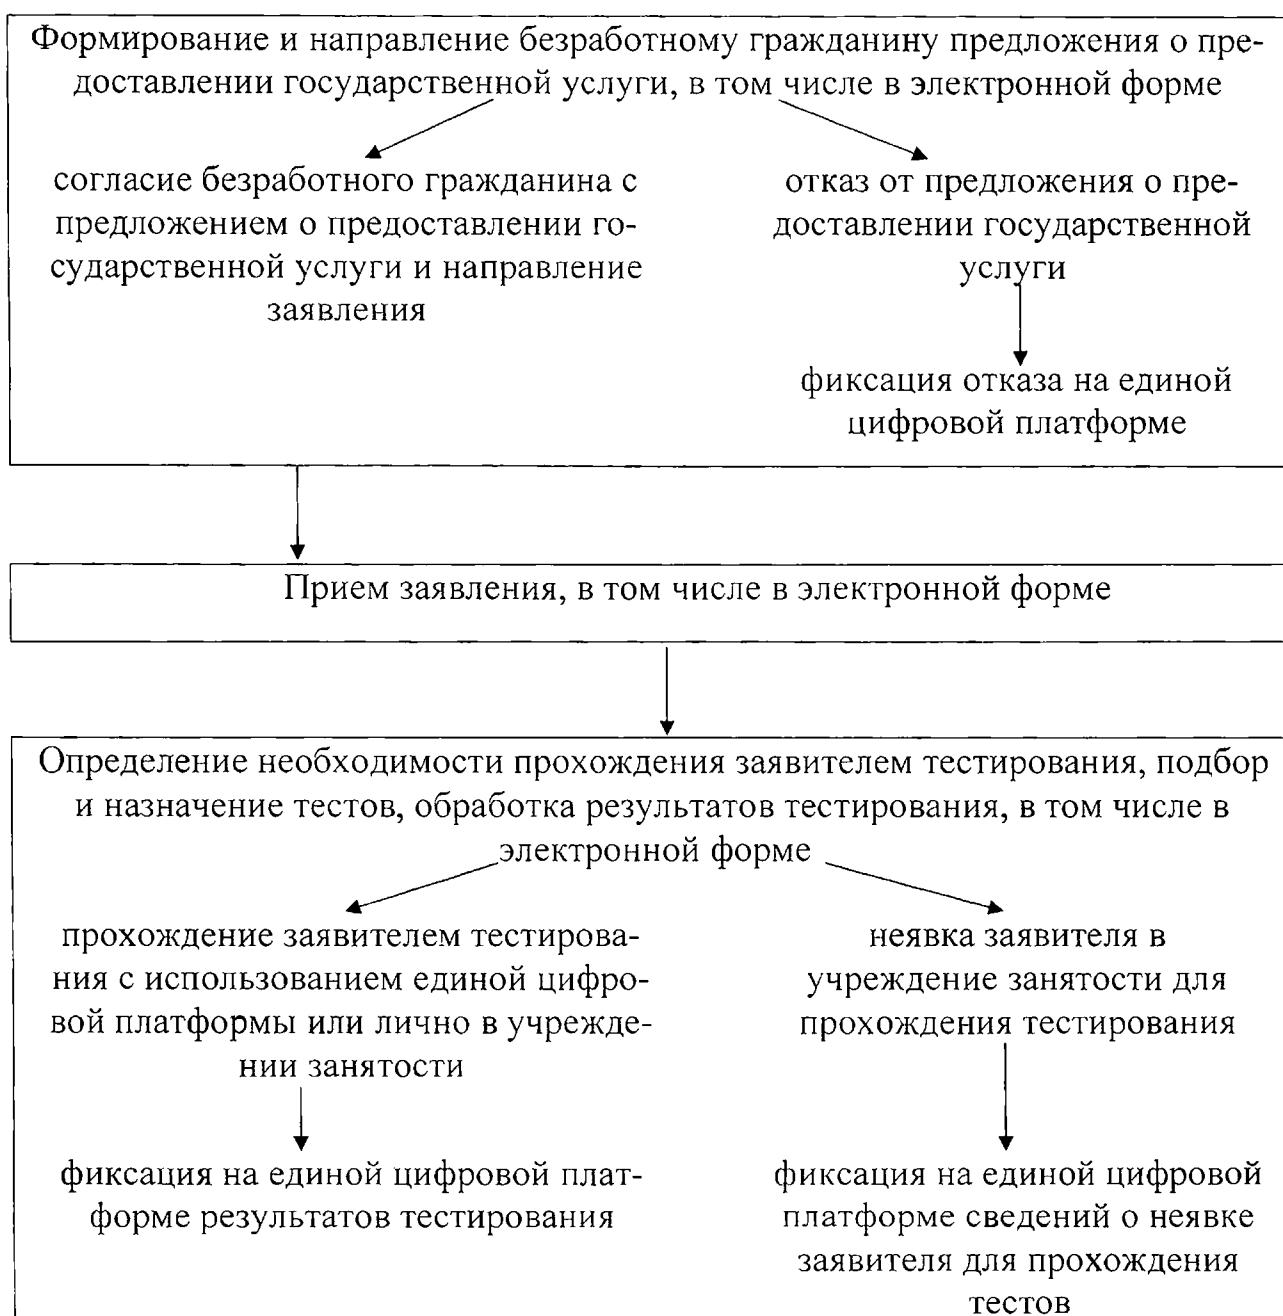 Формирование и направление безработному гражданину предложения о пре-
доставлении государственной услуги, в том числе в электронной форме
согласие безработного гражданина с
предложением о предоставлении го-
сударственной услуги и направление
заявления
отказ от предложения о пре-
доставлении государственной
услуги
фиксация отказа на единой
цифровой платформе
Прием заявления, в том числе в электронной форме
Определение необходимости прохождения заявителем тестирования, подбор
и назначение тестов, обработка результатов тестирования, в том числе в
электронной форме
прохождение заявителем тестирова-
ния с использованием единой цифро-
вой платформы или лично в учрежде-
нии занятости
фиксация на единой цифровой плат-
форме результатов тестирования
неявка заявителя в
учреждение занятости для
прохождения тестирования
фиксация на единой цифровой
платформе сведений о неявке
заявителя для прохождения
тестов